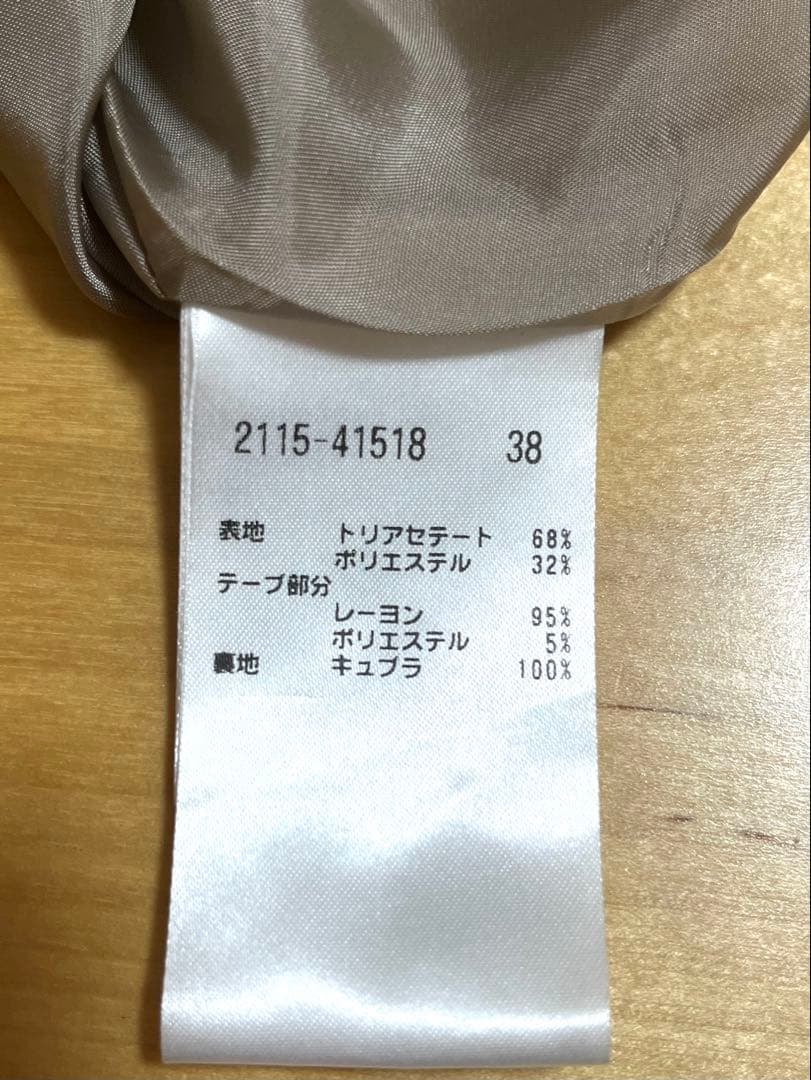 2115-41518 38
表地 トリアセテート 68%
ポリエステル 32%
テープ部分
レーヨン 95%
ポリエステル 5%
裏地 キュプラ 100%